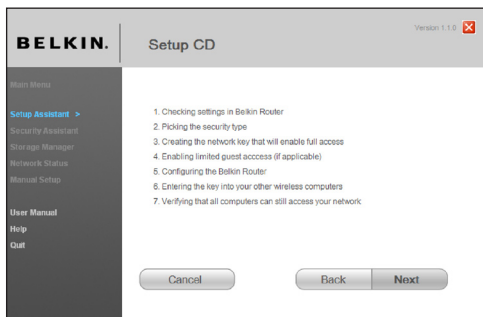 BELKIN.
Setup CD
Version 1.1.0
Main Menu
Setup Assistant >
Security Assistant
Storage Manager
Network Status
Manual Setup
User Manual
Help
Quit
1. Checking settings in Belkin Router
2. Picking the security type
3. Creating the network key that will enable full access
4. Enabling limited guest acccess (if applicable)
5. Configuring the Belkin Router
6. Entering the key into your other wireless computers
7. Verifying that all computers can still access your network
Cancel
Back
Next